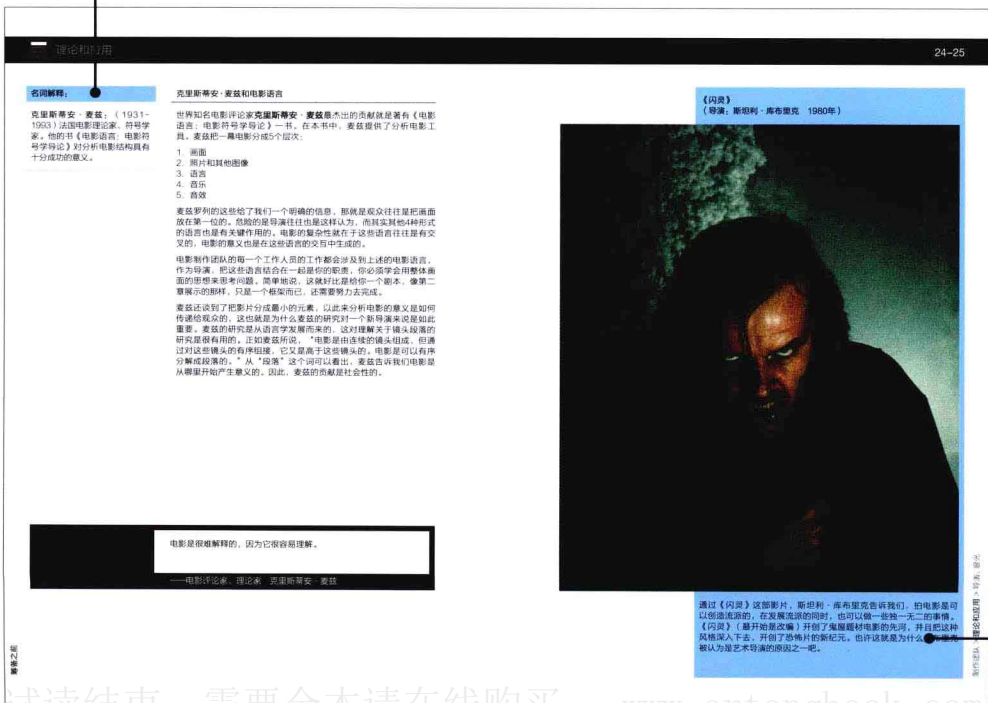 理论和应用
24–25
名词解释：
克里斯蒂安·麦兹：（1931-
1993）法国电影理论家、符号学
家。他的书《电影语言：电影符
号学导论》对分析电影结构具有
十分成功的意义。
克里斯蒂安·麦兹和电影语言
世界知名电影评论家克里斯蒂安·麦兹最杰出的贡献就是著有《电影
语言：电影符号学导论》一书。在本书中，麦兹提供了分析电影工
具。麦兹把一幕电影分成5个层次：
1. 画面
2. 照片和其他图像
3. 语言
4. 音乐
5. 音效
麦兹罗列的这些给了我们一个明确的信息，那就是观众往往是把画面
放在第一位的。危险的是导演往往也是这样认为，而其实其他4种形式
的语言也是有关键作用的。电影的复杂性就在于这些语言往往是有交
叉的，电影的意义也是在这些语言的交互中生成的。
电影制作团队的每一个工作人员的工作都会涉及到上述的电影语言，
作为导演，把这些语言结合在一起是你的职责，你必须学会用整体画
面的思想来思考问题。简单地说，这就好比是给你一个剧本，像第二
章展示的那样，只是一个框架而已，还需要努力去完成。
麦兹还谈到了把影片分成最小的元素，以此来分析电影的意义是如何
传递给观众的，这也就是为什么麦兹的研究对一个新导演来说是如此
重要。麦兹的研究是从语言学发展而来的，这对理解关于镜头段落的
研究是很有用的。正如麦兹所说，“电影是由连续的镜头组成，但通
过对这些镜头的有序组接，它又是高于这些镜头的。电影是可以有序
分解成段落的。”从“段落”这个词可以看出，麦兹告诉我们电影是
从哪里开始产生意义的。因此，麦兹的贡献是社会性的。
电影是很难解释的，因为它很容易理解。
——电影评论家、理论家 克里斯蒂安·麦兹
《闪灵》
（导演：斯坦利·库布里克 1980年）
通过《闪灵》这部影片，斯坦利·库布里克告诉我们，拍电影是可
以创造流派的，在发展流派的同时，也可以做一些独一无二的事情。
《闪灵》（最开始是改编）开创了鬼屋题材电影的先河，并且把这种
风格深入下去，开创了恐怖片的新纪元。也许这就是为什么布里克
被认为是艺术导演的原因之一吧。
筹备之初
制作团队 > 理论和应用 > 导演
试读结束，需要全本请在线购买